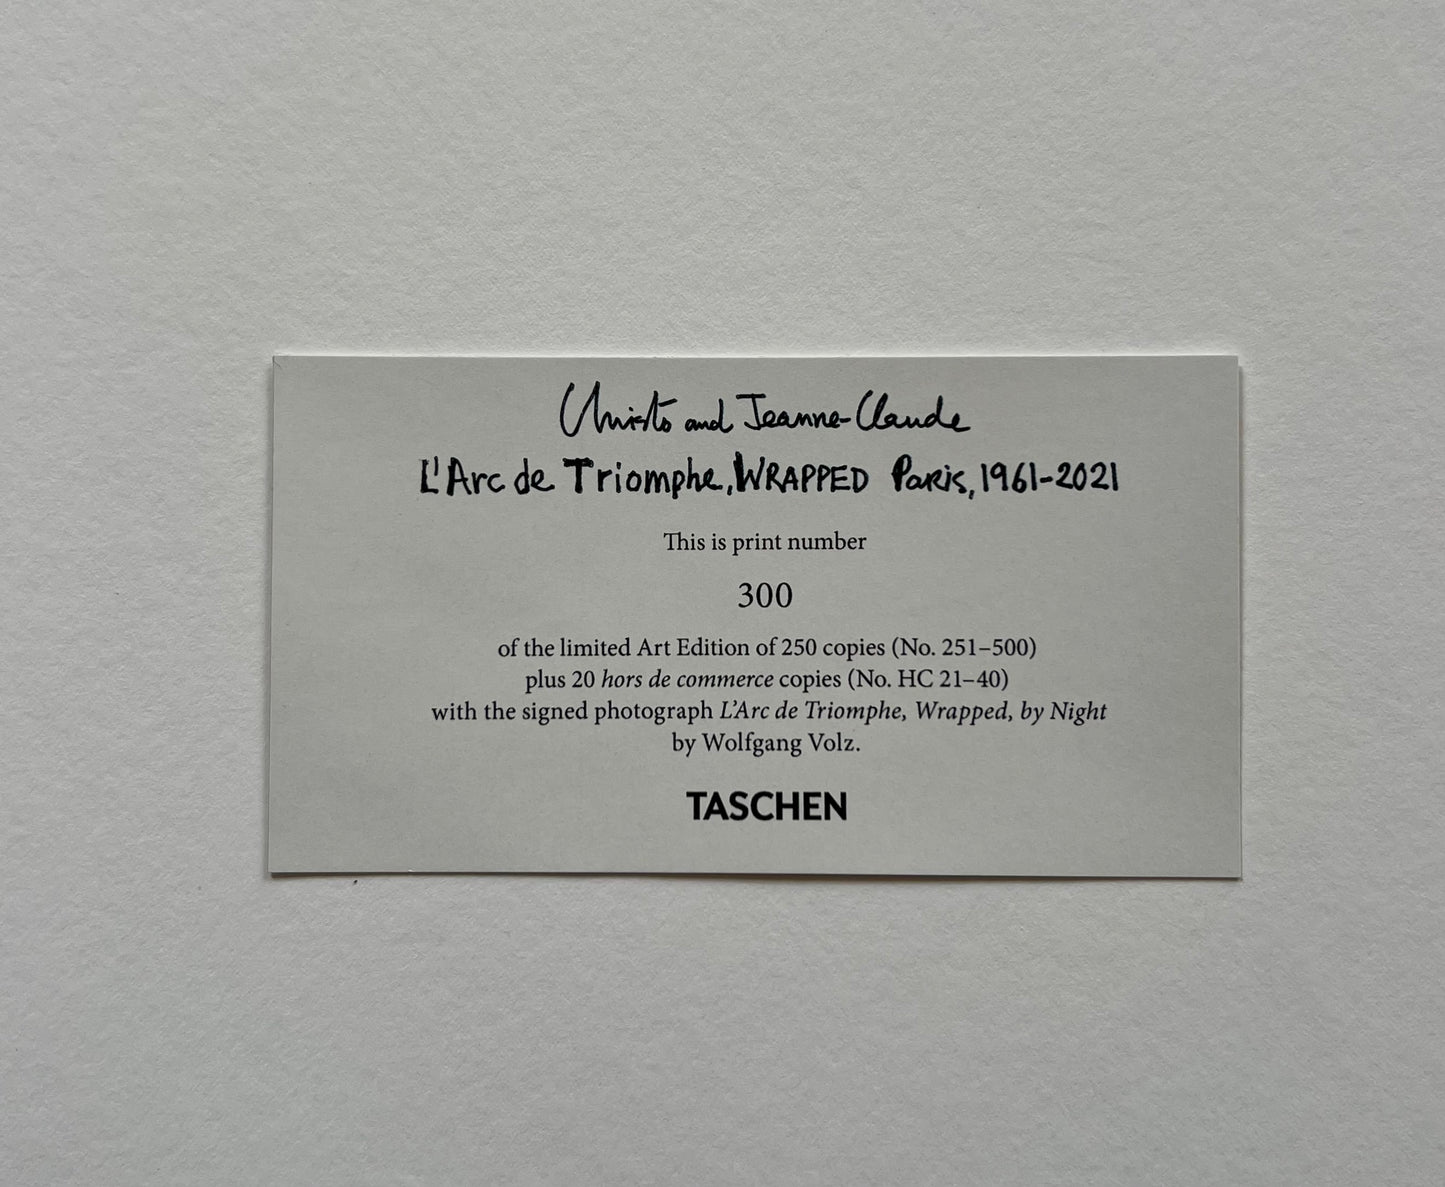 Christo and Jeanne-Claude
L'Arc de Triomphe, WRAPPED Paris, 1961-2021
This is print number
300
of the limited Art Edition of 250 copies (No. 251–500)
plus 20 hors de commerce copies (No. HC 21–40)
with the signed photograph L'Arc de Triomphe, Wrapped, by Night
by Wolfgang Volz.
TASCHEN